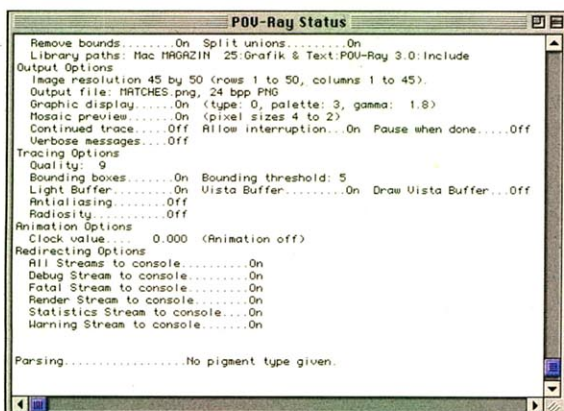 POV-Ray Status
Remove bounds........On Split unions.........On
Library paths: Mac MAGAZIN 25:Grafik & Text:POV-Ray 3.0:Include
Output Options
Image resolution 45 by 50 (rows 1 to 50, columns 1 to 45).
Output file: MATCHES.png, 24 bpp PNG
Graphic display......On (type: 0, palette: 3, gamma: 1.8)
Mosaic preview.......On (pixel sizes 4 to 2)
Continued trace.....Off Allow interruption...On Pause when done.....Off
Verbose messages....Off
Tracing Options
Quality: 9
Bounding boxes.......On Bounding threshold: 5
Light Buffer.........On Vista Buffer.........On Draw Vista Buffer...Off
Antialiasing........Off
Radiosity...........Off
Animation Options
Clock value.... 0.000 (Animation off)
Redirecting Options
All Streams to console.........On
Debug Stream to console........On
Fatal Stream to console........On
Render Stream to console.......On
Statistics Stream to console...On
Warning Stream to console......On
Parsing.................No pigment type given.